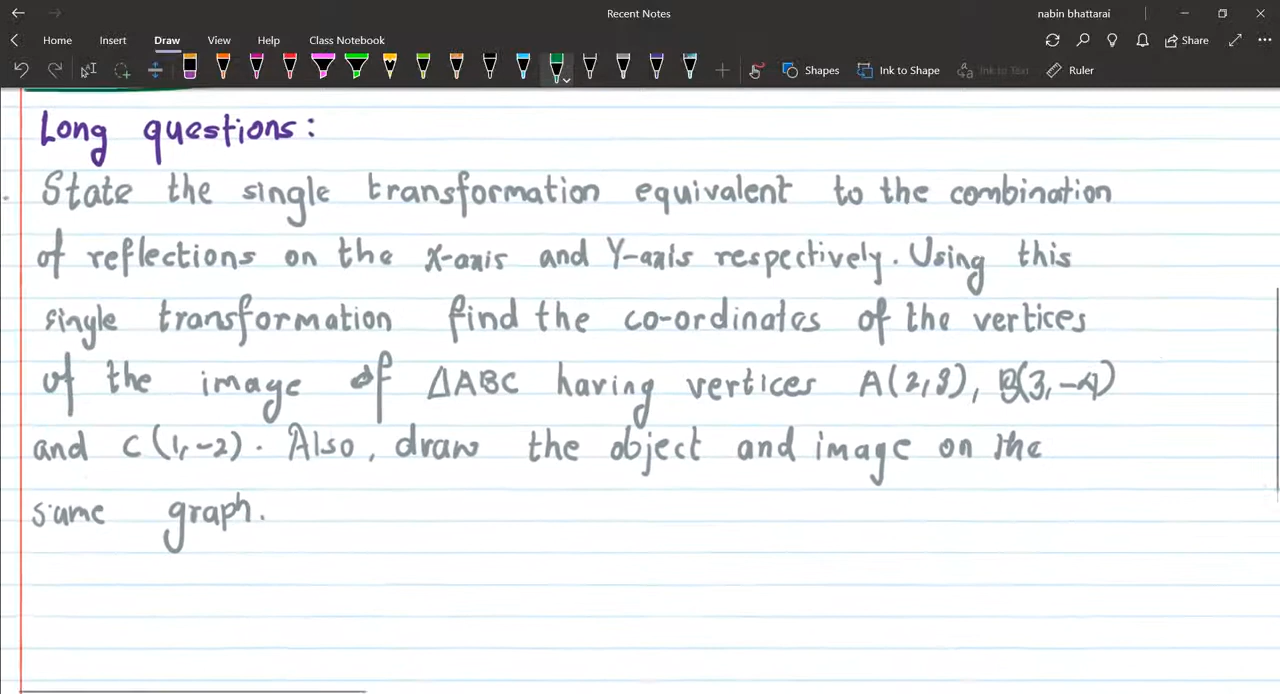 Recent Notes
nabin bhattarai
Home Insert Draw View Help Class Notebook
Share
Shapes Ink to Shape Ink to Text Ruler
Long questions:
State the single transformation equivalent to the combination
of reflections on the X-axis and Y-axis respectively. Using this
single transformation find the co-ordinates of the vertices
of the image of ΔABC having vertices A(2,3), B(3,-4)
and C(1,-2). Also, draw the object and image on the
same graph.